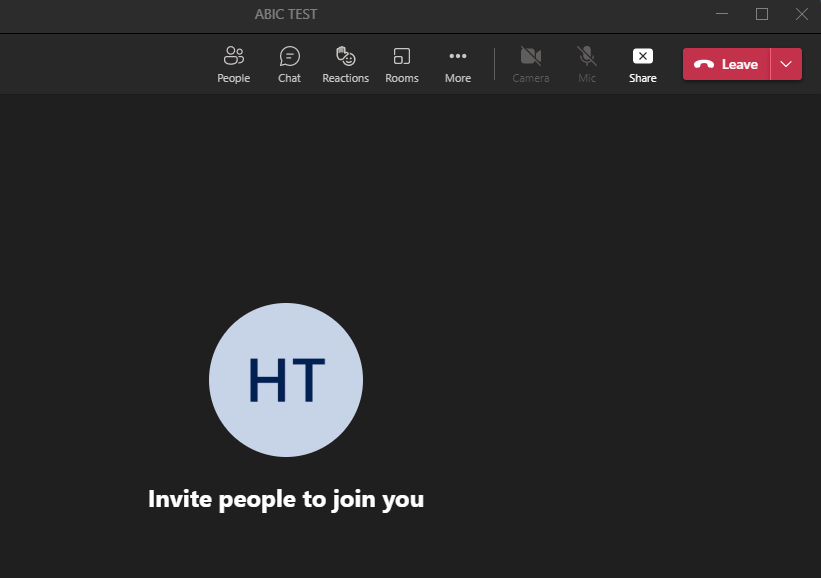 ABIC TEST
People Chat Reactions Rooms More Camera Mic Share Leave
HT
Invite people to join you